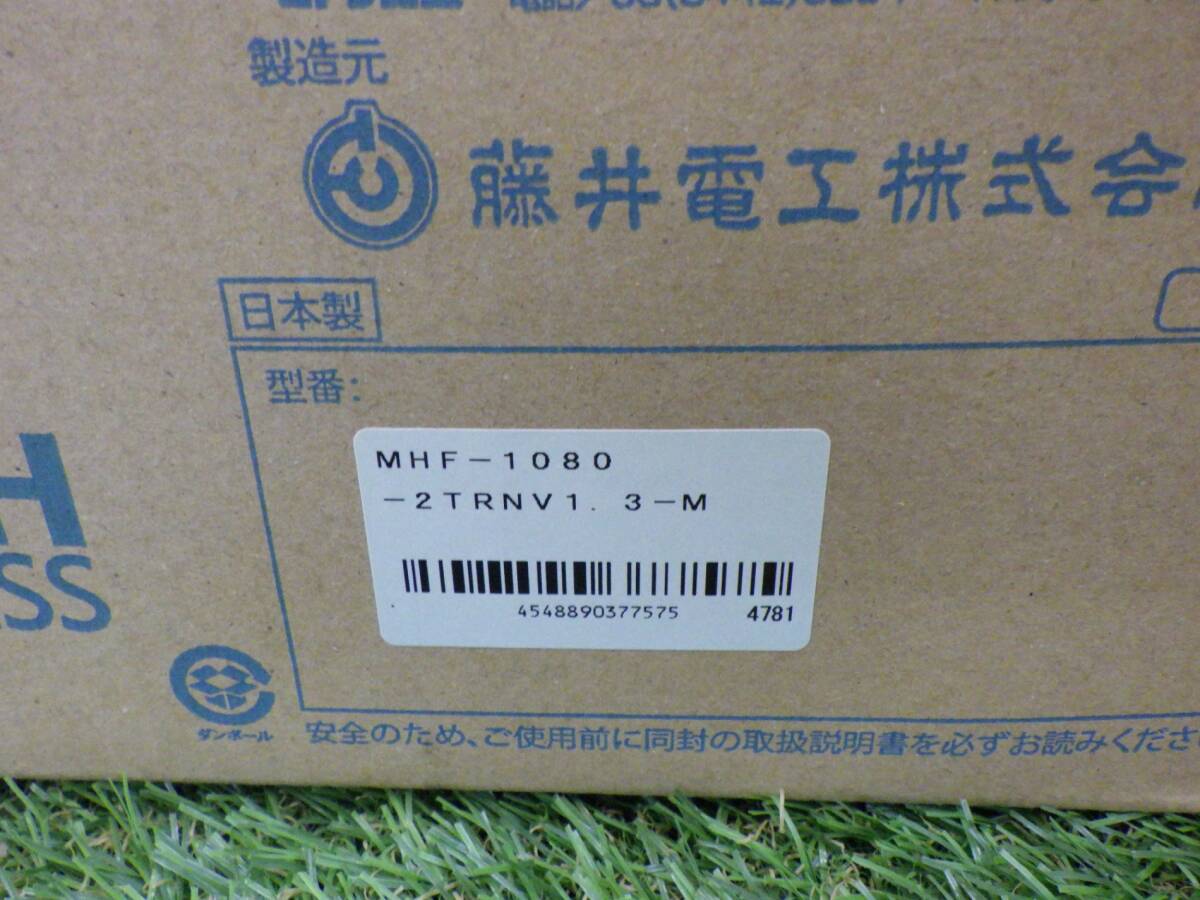 製造元
藤井電工株式会
日本製
型番:
MHF-1080
-2TRNV1.3-M
4548890377575 4781
H
ESS
ダンボール
安全のため、ご使用前に同封の取扱説明書を必ずお読みくださ